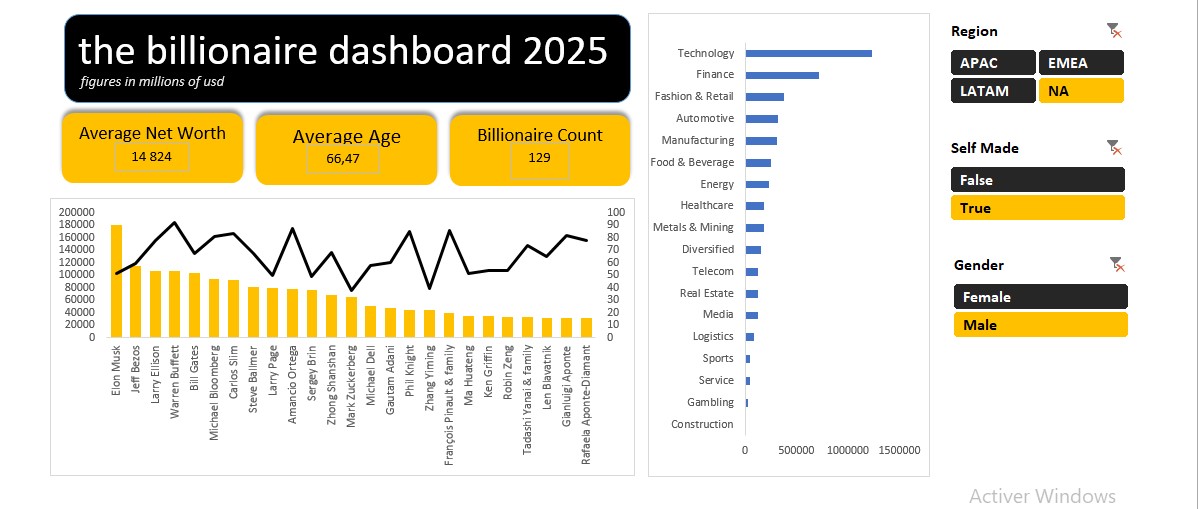 the billionaire dashboard 2025
figures in millions of usd
Average Net Worth
14 824
Average Age
66,47
Billionaire Count
129
200000
180000
160000
140000
120000
100000
80000
60000
40000
20000
0
100
90
80
70
60
50
40
30
20
10
0
Elon Musk
Jeff Bezos
Larry Ellison
Warren Buffett
Bill Gates
Michael Bloomberg
Carlos Slim
Steve Ballmer
Larry Page
Amancio Ortega
Sergey Brin
Zhong Shanshan
Mark Zuckerberg
Michael Dell
Gautam Adani
Phil Knight
Zhang Yiming
François Pinault & family
Ma Huateng
Ken Griffin
Robin Zeng
Tadashi Yanai & family
Len Blavatnik
Gianluigi Aponte
Rafaela Aponte-Diamant
Technology
Finance
Fashion & Retail
Automotive
Manufacturing
Food & Beverage
Energy
Healthcare
Metals & Mining
Diversified
Telecom
Real Estate
Media
Logistics
Sports
Service
Gambling
Construction
0 500000 1000000 1500000
Region
APAC EMEA
LATAM NA
Self Made
False
True
Gender
Female
Male
Activer Windows